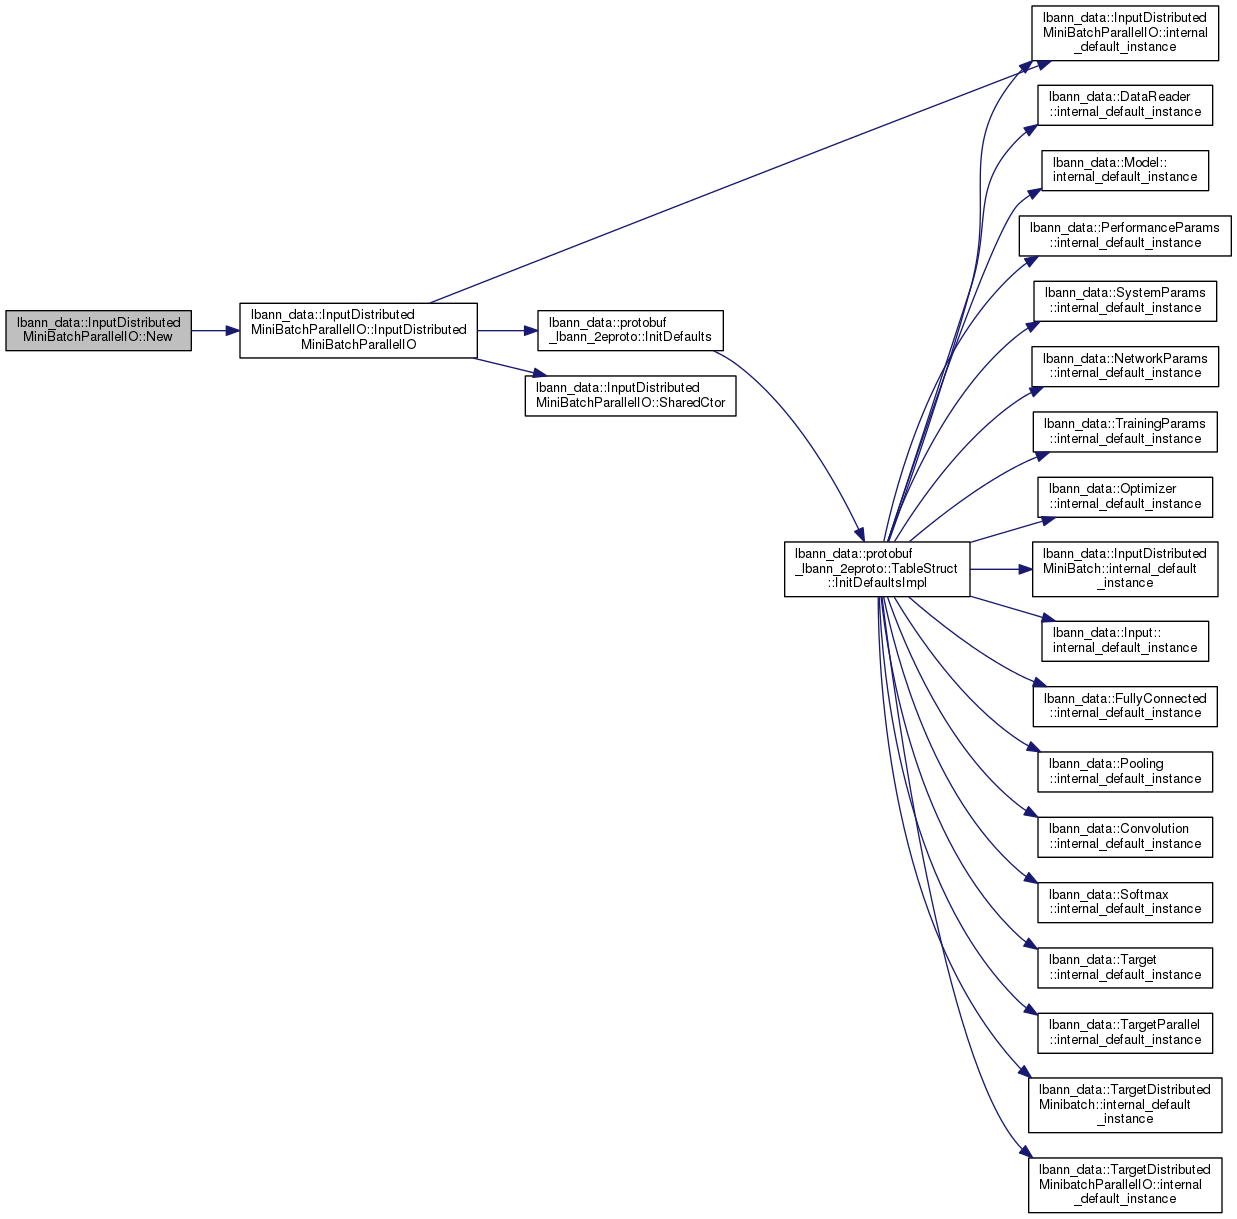 lbann_data::InputDistributed
MiniBatchParallelIO::New
lbann_data::InputDistributed
MiniBatchParallelIO::InputDistributed
MiniBatchParallelIO
lbann_data::protobuf
_lbann_2eproto::InitDefaults
lbann_data::InputDistributed
MiniBatchParallelIO::SharedCtor
lbann_data::protobuf
_lbann_2eproto::TableStruct
::InitDefaultsImpl
lbann_data::InputDistributed
MiniBatchParallelIO::internal
_default_instance
lbann_data::DataReader
::internal_default_instance
lbann_data::Model::
internal_default_instance
lbann_data::PerformanceParams
::internal_default_instance
lbann_data::SystemParams
::internal_default_instance
lbann_data::NetworkParams
::internal_default_instance
lbann_data::TrainingParams
::internal_default_instance
lbann_data::Optimizer
::internal_default_instance
lbann_data::InputDistributed
MiniBatch::internal_default
_instance
lbann_data::Input::
internal_default_instance
lbann_data::FullyConnected
::internal_default_instance
lbann_data::Pooling
::internal_default_instance
lbann_data::Convolution
::internal_default_instance
lbann_data::Softmax
::internal_default_instance
lbann_data::Target
::internal_default_instance
lbann_data::TargetParallel
::internal_default_instance
lbann_data::TargetDistributed
Minibatch::internal_default
_instance
lbann_data::TargetDistributed
MinibatchParallelIO::internal
_default_instance